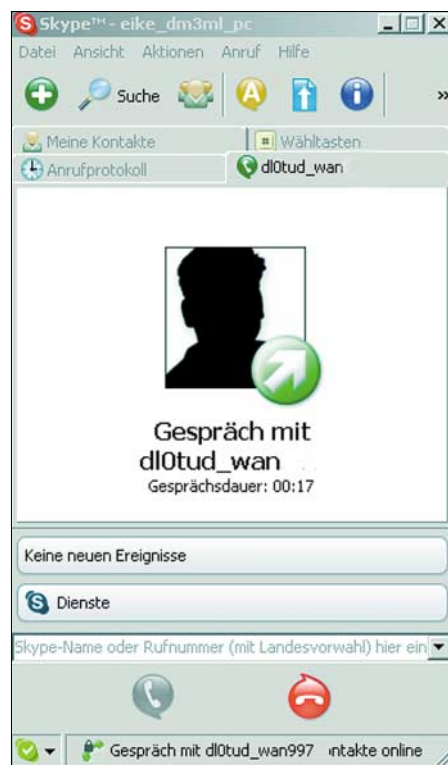 Skype™ - eike_dm3ml_pc
Datei Ansicht Aktionen Anruf Hilfe
Suche A i »
Meine Kontakte # Wähltasten
Anrufprotokoll dl0tud_wan
Gespräch mit
dl0tud_wan
Gesprächsdauer: 00:17
Keine neuen Ereignisse
S Dienste
Skype-Name oder Rufnummer (mit Landesvorwahl) hier ein
Gespräch mit dl0tud_wan997 ntakte online